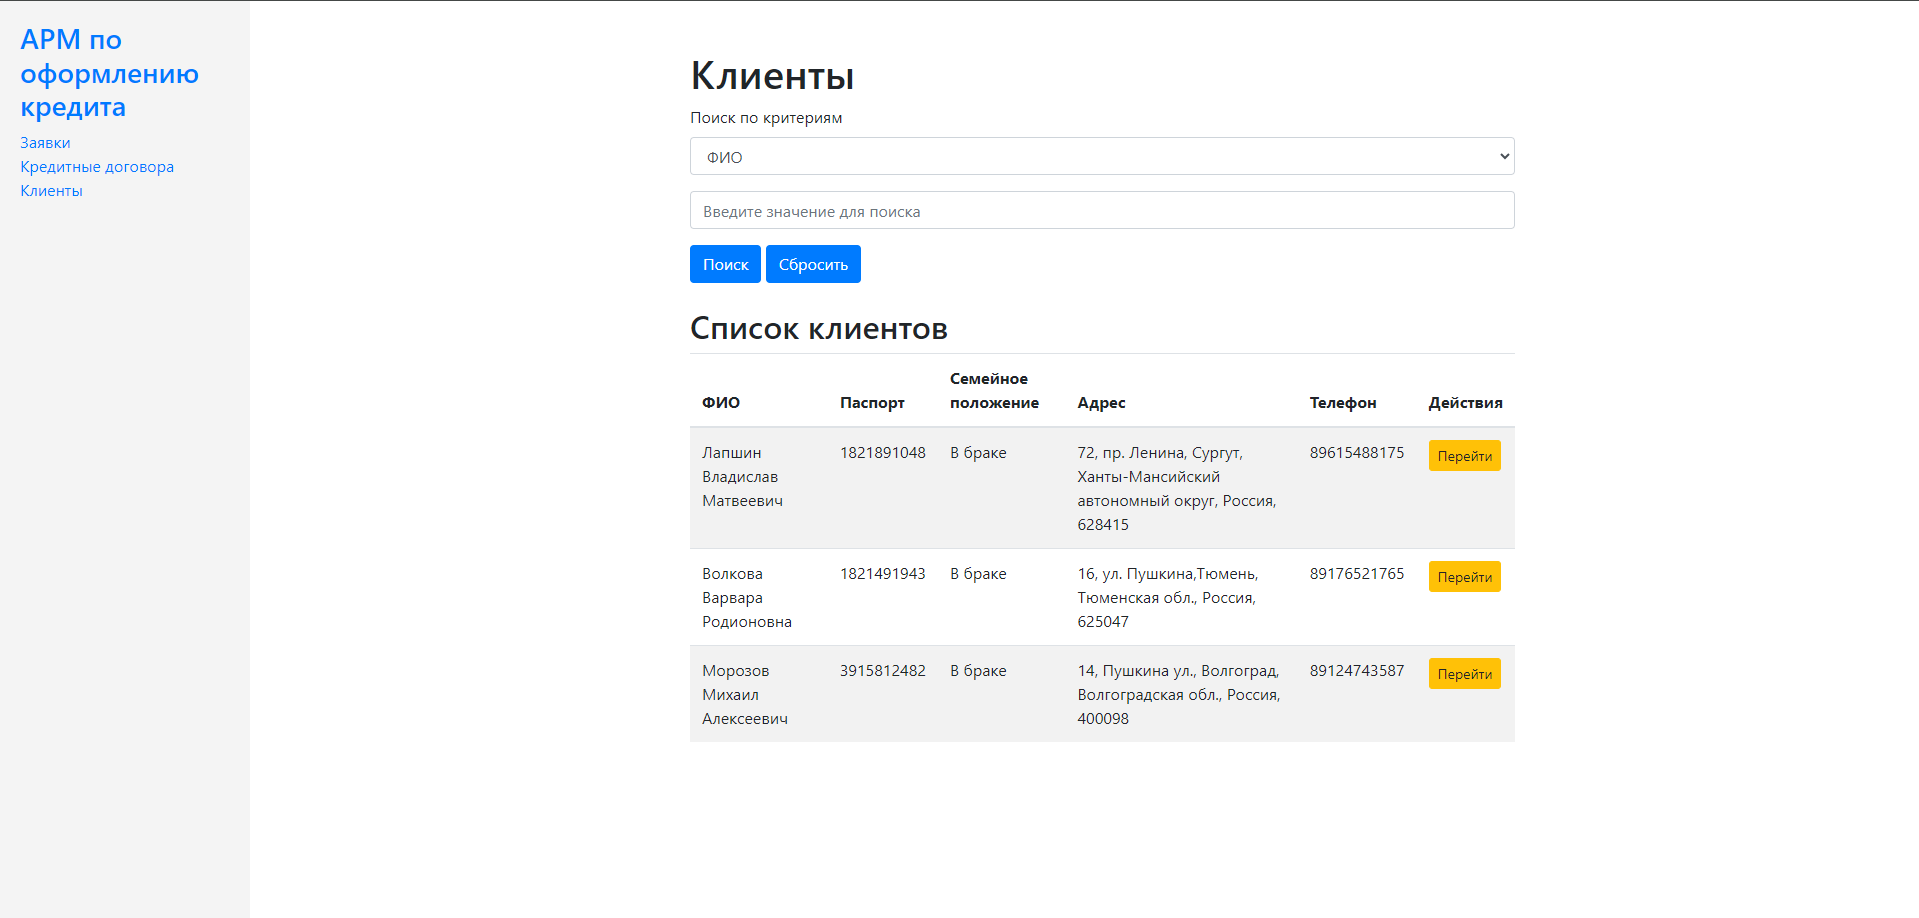 АРМ по
оформлению
кредита
Заявки
Кредитные договора
Клиенты
Клиенты
Поиск по критериям
ФИО
Введите значение для поиска
Поиск Сбросить
Список клиентов
ФИО Паспорт Семейное положение Адрес Телефон Действия
Лапшин 1821891048 В браке 72, пр. Ленина, Сургут, 89615488175 Перейти
Владислав Ханты-Мансийский
Матвеевич автономный округ, Россия,
628415
Волкова 1821491943 В браке 16, ул. Пушкина,Тюмень, 89176521765 Перейти
Варвара Тюменская обл., Россия,
Родионовна 625047
Морозов 3915812482 В браке 14, Пушкина ул., Волгоград, 89124743587 Перейти
Михаил Волгоградская обл., Россия,
Алексеевич 400098